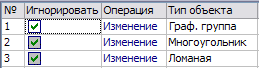 № Игнорировать Операция Тип объекта
1 Изменение Граф. группа
2 Изменение Многоугольник
3 Изменение Ломаная